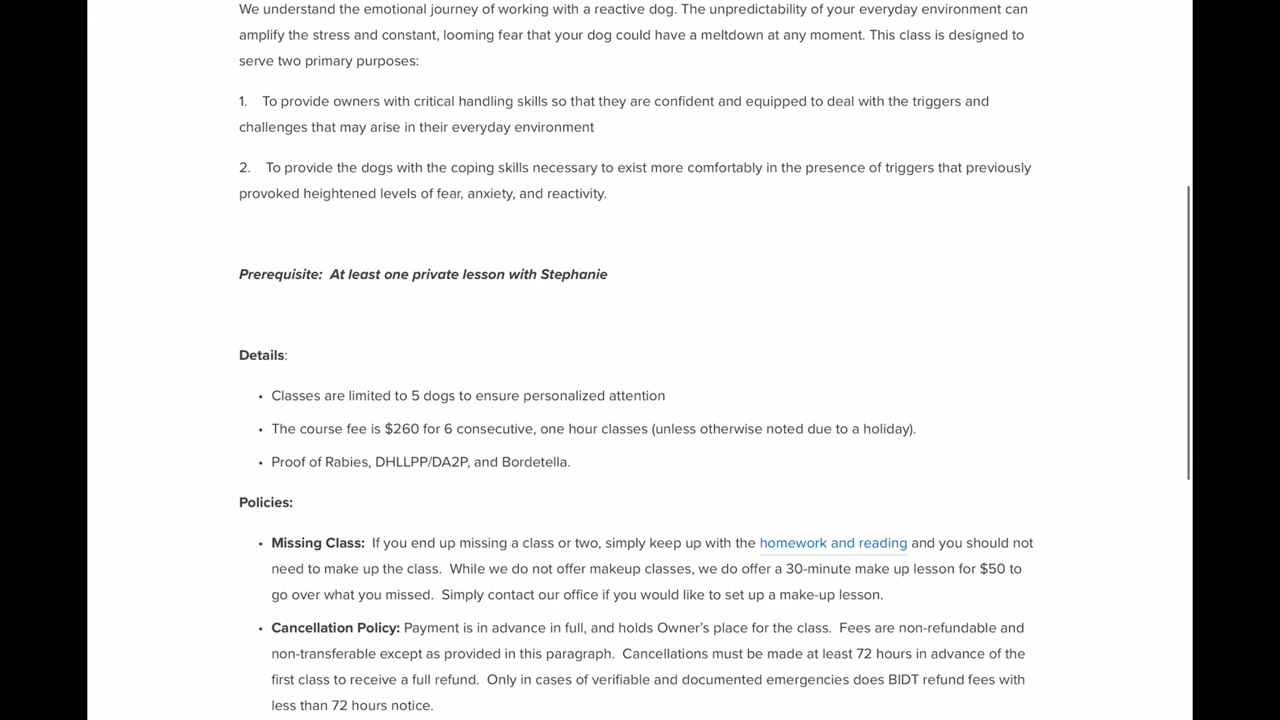 We understand the emotional journey of working with a reactive dog. The unpredictability of your everyday environment can
amplify the stress and constant, looming fear that your dog could have a meltdown at any moment. This class is designed to
serve two primary purposes:
1. To provide owners with critical handling skills so that they are confident and equipped to deal with the triggers and
challenges that may arise in their everyday environment
2. To provide the dogs with the coping skills necessary to exist more comfortably in the presence of triggers that previously
provoked heightened levels of fear, anxiety, and reactivity.
Prerequisite: At least one private lesson with Stephanie
Details:
• Classes are limited to 5 dogs to ensure personalized attention
• The course fee is $260 for 6 consecutive, one hour classes (unless otherwise noted due to a holiday).
• Proof of Rabies, DHLLPP/DA2P, and Bordetella.
Policies:
• Missing Class: If you end up missing a class or two, simply keep up with the homework and reading and you should not
need to make up the class. While we do not offer makeup classes, we do offer a 30-minute make up lesson for $50 to
go over what you missed. Simply contact our office if you would like to set up a make-up lesson.
• Cancellation Policy: Payment is in advance in full, and holds Owner's place for the class. Fees are non-refundable and
non-transferable except as provided in this paragraph. Cancellations must be made at least 72 hours in advance of the
first class to receive a full refund. Only in cases of verifiable and documented emergencies does BIDT refund fees with
less than 72 hours notice.